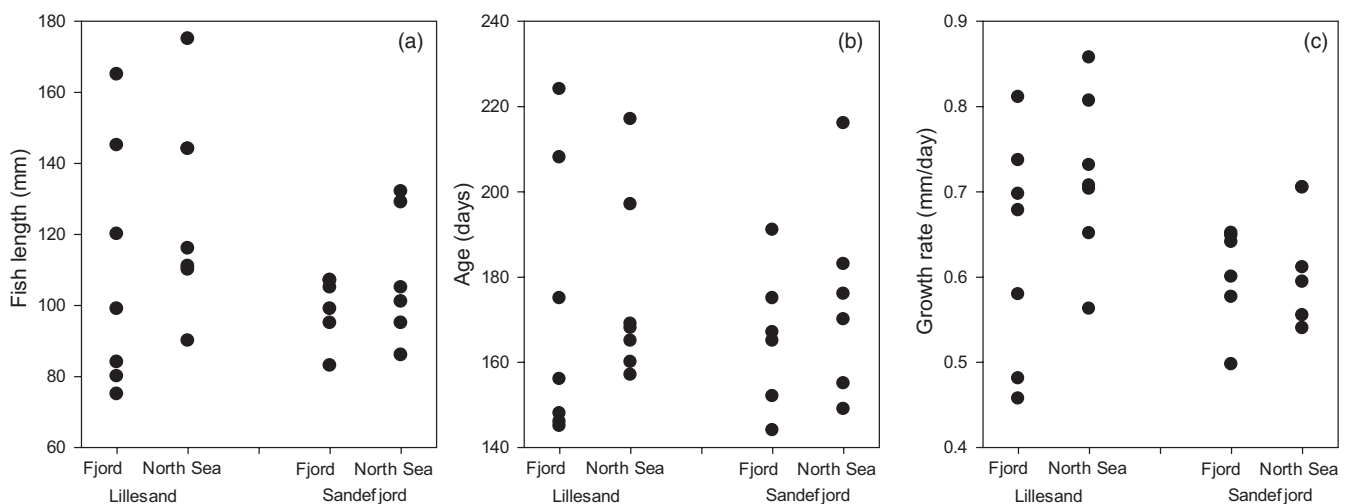 (a)
Fish length (mm)
180
160
140
120
100
80
60
Fjord North Sea Fjord North Sea
Lillesand Sandefjord
(b)
Age (days)
240
220
200
180
160
140
Fjord North Sea Fjord North Sea
Lillesand Sandefjord
(c)
Growth rate (mm/day)
0.9
0.8
0.7
0.6
0.5
0.4
Fjord North Sea Fjord North Sea
Lillesand Sandefjord